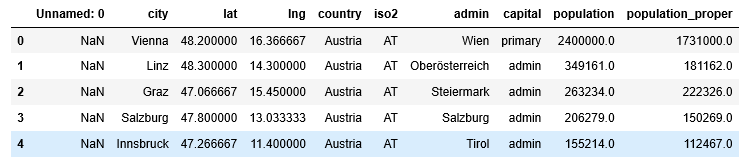 Unnamed: 0 city lat lng country iso2 admin capital population population_proper
0 NaN Vienna 48.200000 16.366667 Austria AT Wien primary 2400000.0 1731000.0
1 NaN Linz 48.300000 14.300000 Austria AT Oberösterreich admin 349161.0 181162.0
2 NaN Graz 47.066667 15.450000 Austria AT Steiermark admin 263234.0 222326.0
3 NaN Salzburg 47.800000 13.033333 Austria AT Salzburg admin 206279.0 150269.0
4 NaN Innsbruck 47.266667 11.400000 Austria AT Tirol admin 155214.0 112467.0